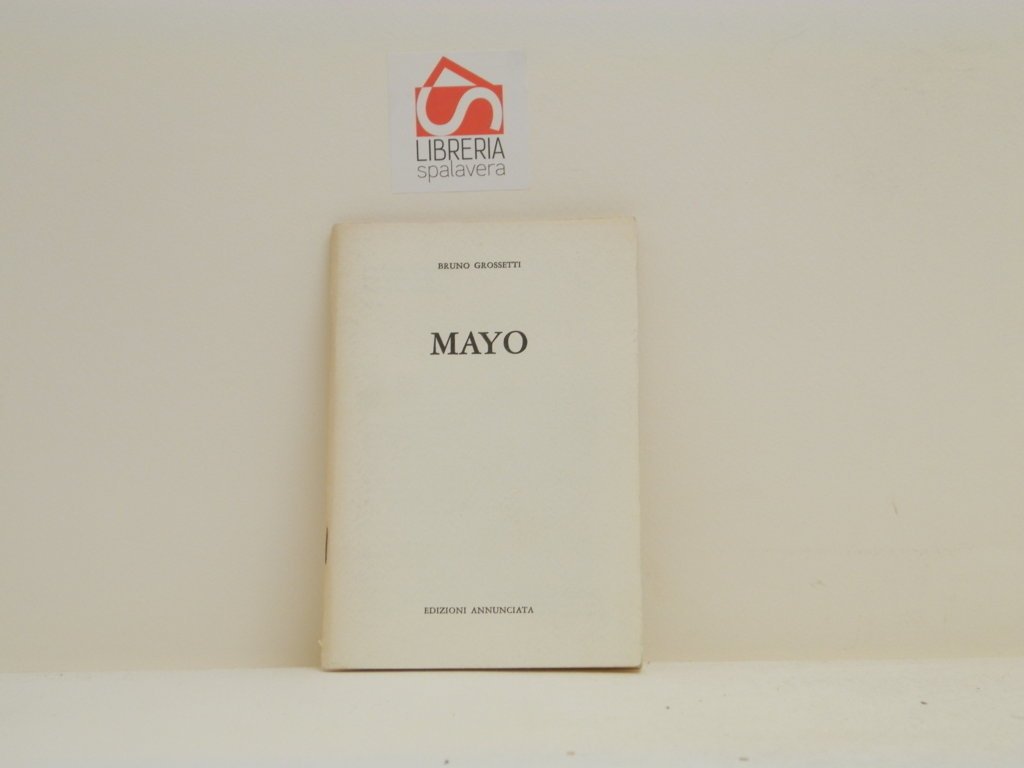 LIBRERIA
spalavera
BRUNO GROSSETTI
MAYO
EDIZIONI ANNUNCIATA